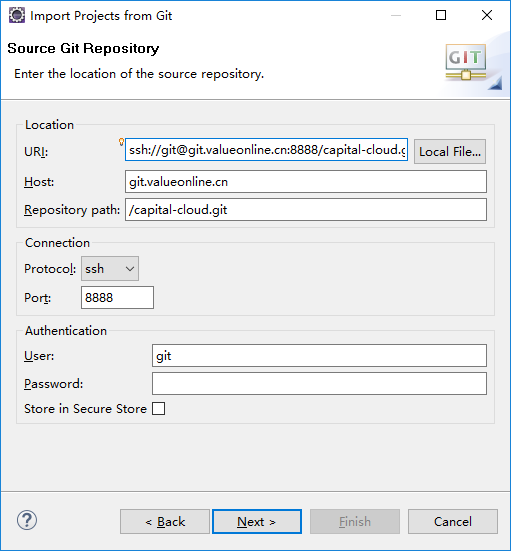 Import Projects from Git
Source Git Repository
Enter the location of the source repository.
GIT
Location
URI: ssh://git@git.valueonline.cn:8888/capital-cloud.g Local File...
Host: git.valueonline.cn
Repository path: /capital-cloud.git
Connection
Protocol: ssh
Port: 8888
Authentication
User: git
Password:
Store in Secure Store
? < Back Next > Finish Cancel